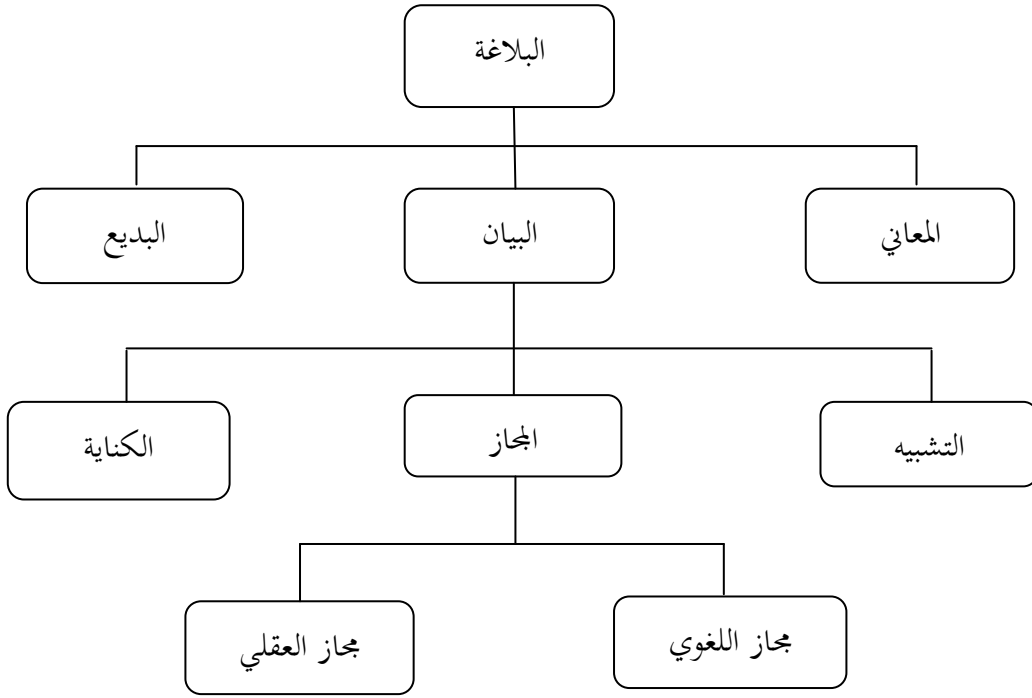 البلاغة
المعاني
البيان
البديع
التشبيه
المجاز
الكناية
مجاز اللغوي
مجاز العقلي